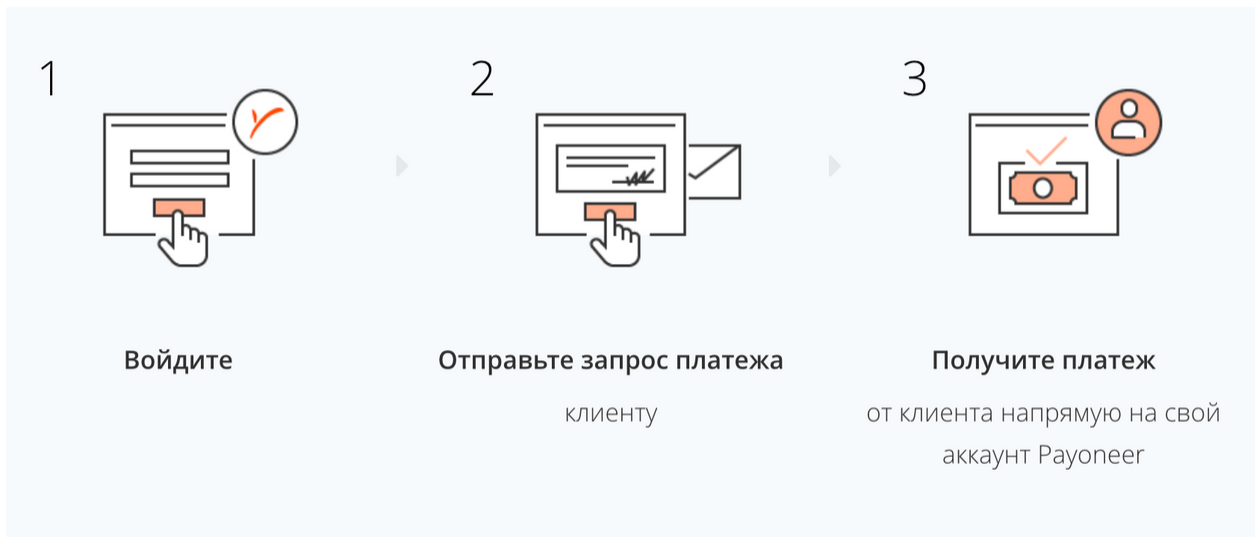 1
2
3
Войдите
Отправьте запрос платежа
клиенту
Получите платеж
от клиента напрямую на свой
аккаунт Payoneer